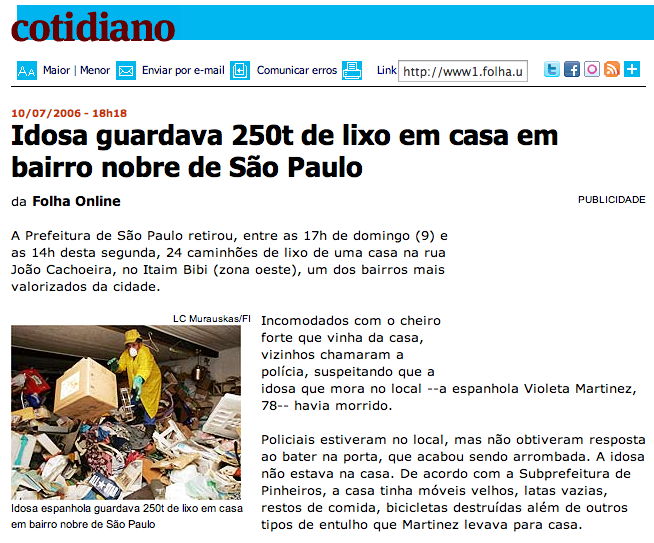 cotidiano
Maior | Menor Enviar por e-mail Comunicar erros Link http://www1.folha.u
10/07/2006 - 18h18
Idosa guardava 250t de lixo em casa em
bairro nobre de São Paulo
da Folha Online
PUBLICIDADE
A Prefeitura de São Paulo retirou, entre as 17h de domingo (9) e
as 14h desta segunda, 24 caminhões de lixo de uma casa na rua
João Cachoeira, no Itaim Bibi (zona oeste), um dos bairros mais
valorizados da cidade.
LC Murauskas/FI
Idosa espanhola guardava 250t de lixo em casa
em bairro nobre de São Paulo
Incomodados com o cheiro
forte que vinha da casa,
vizinhos chamaram a
polícia, suspeitando que a
idosa que mora no local --a espanhola Violeta Martinez,
78-- havia morrido.
Policiais estiveram no local, mas não obtiveram resposta
ao bater na porta, que acabou sendo arrombada. A idosa
não estava na casa. De acordo com a Subprefeitura de
Pinheiros, a casa tinha móveis velhos, latas vazias,
restos de comida, bicicletas destruídas além de outros
tipos de entulho que Martinez levava para casa.